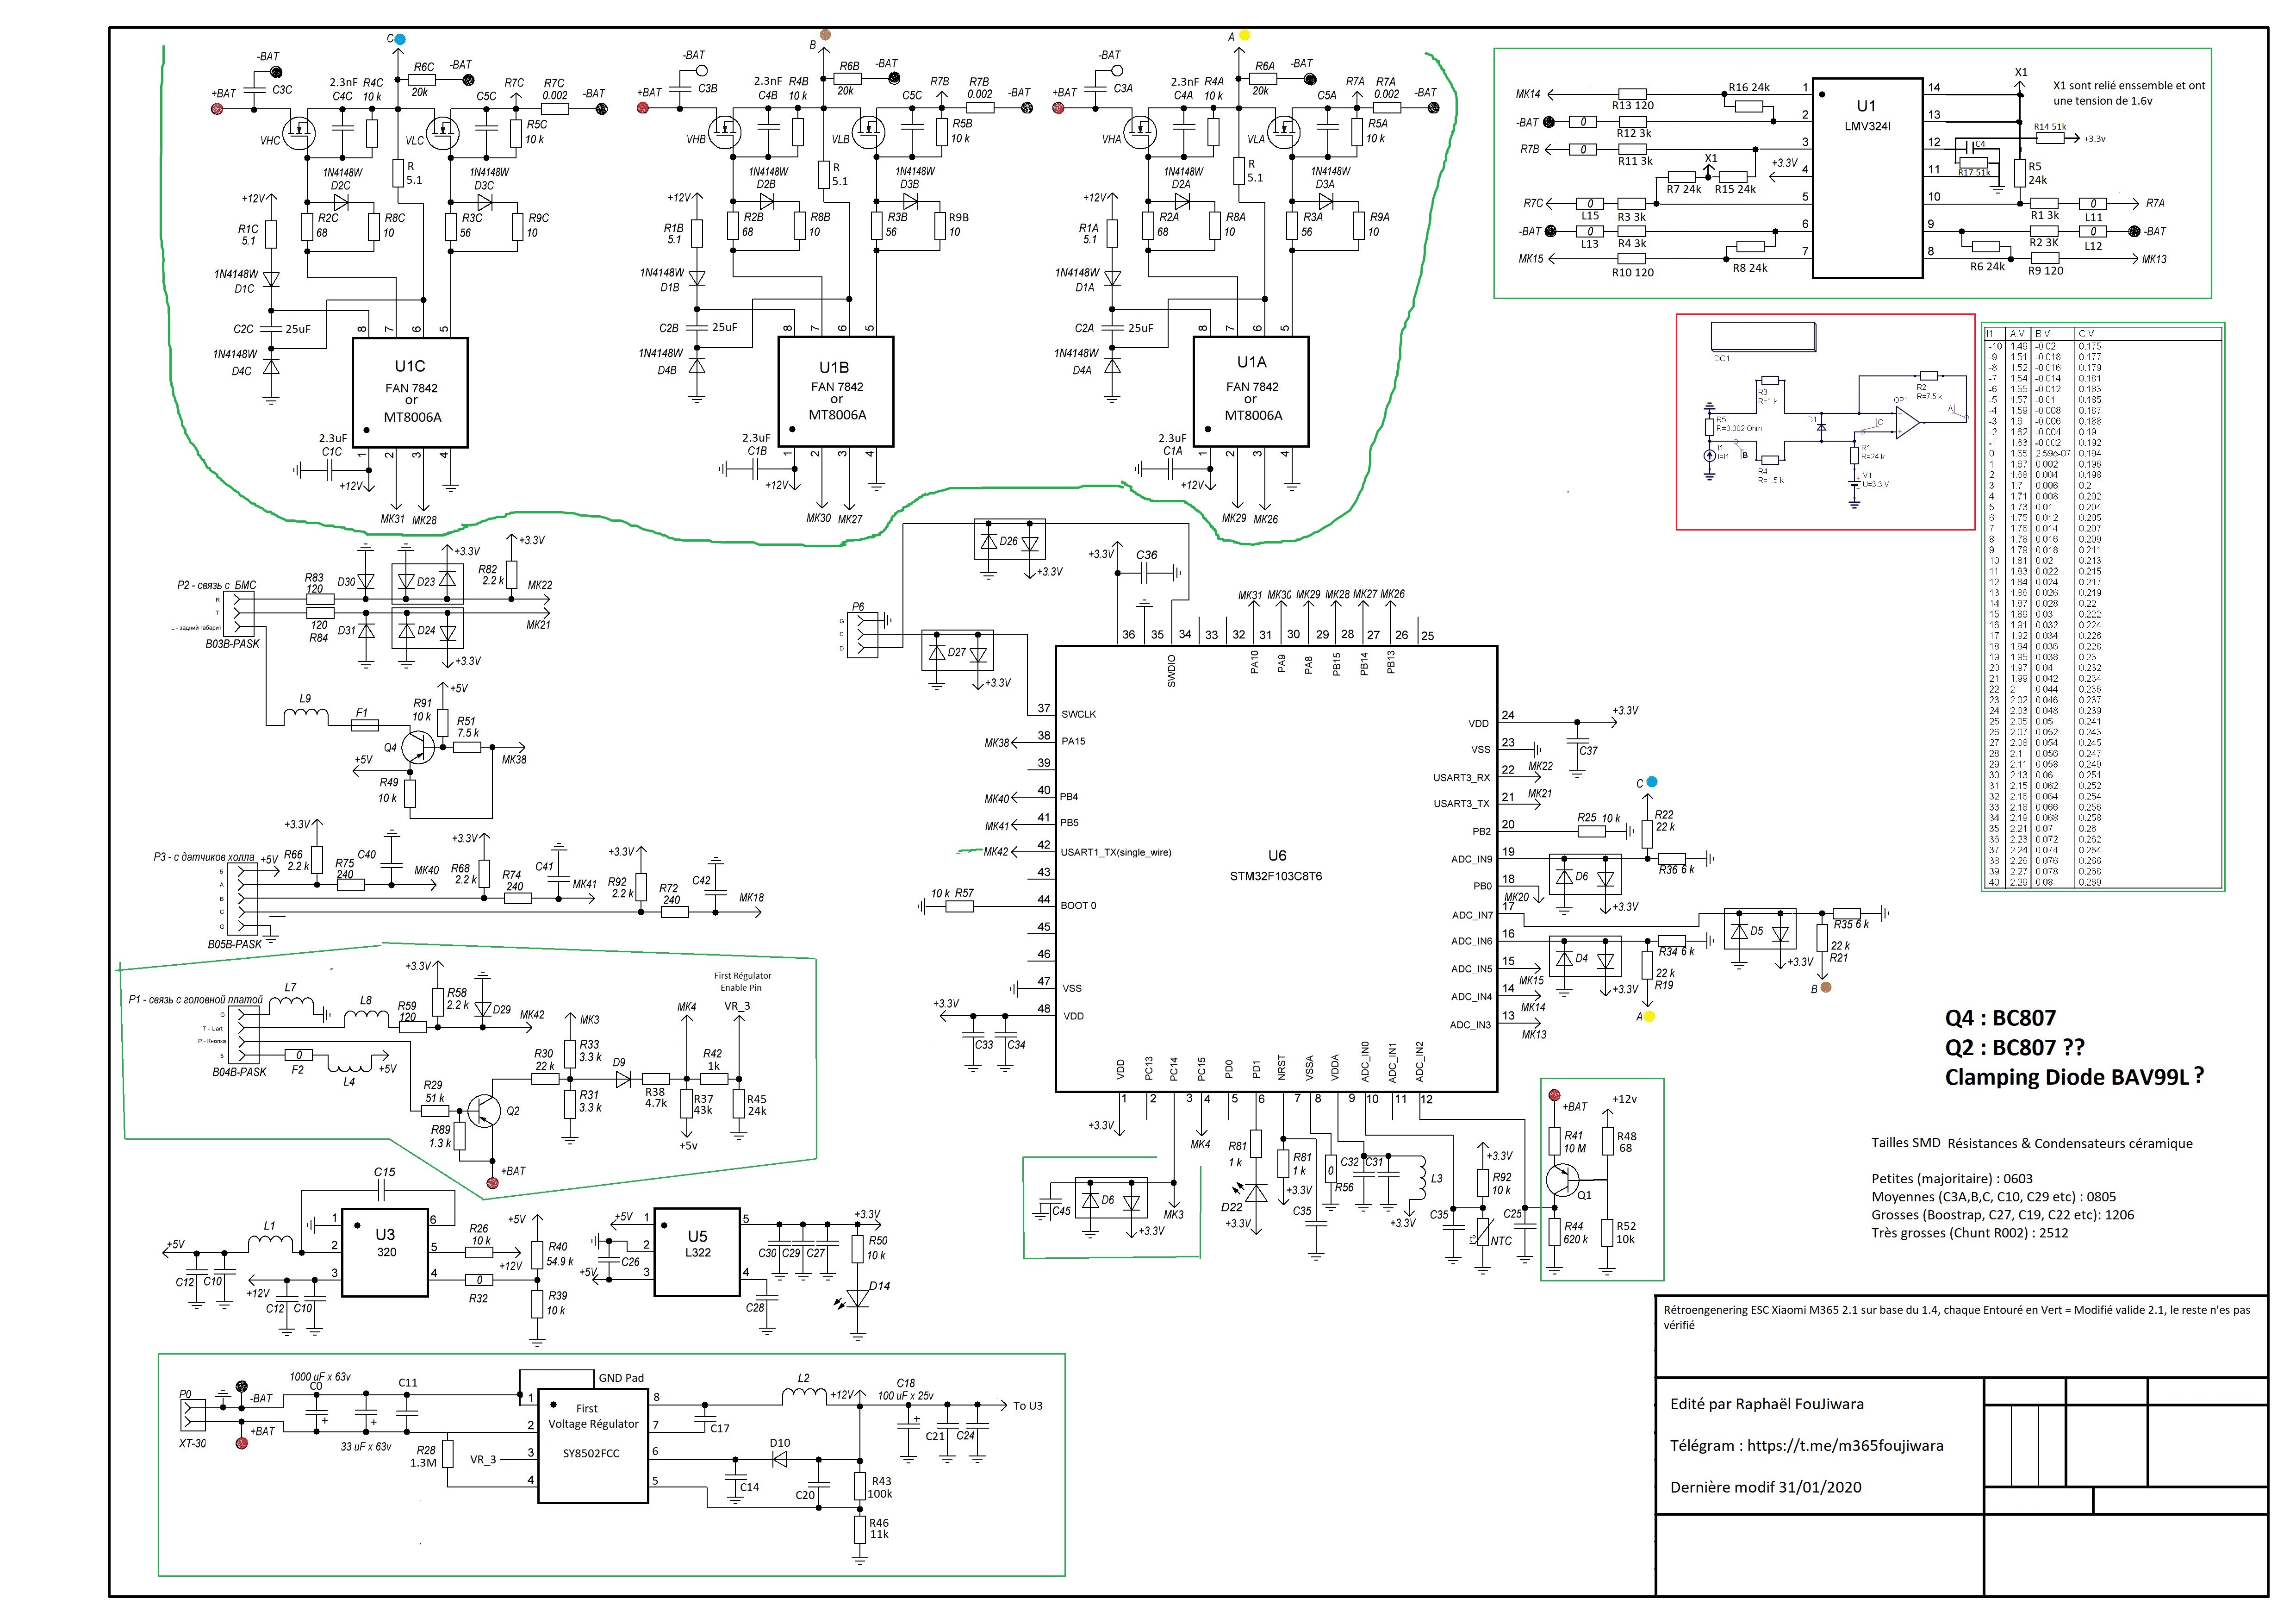 C
-BAT
R6C
20k
-BAT
+BAT
C3C
2.3nF
C4C
R4C
10 k
C5C
R7C
R7C
0.002
-BAT
R5C
10 k
VHC
VLC
R
5.1
1N4148W
D2C
1N4148W
D3C
+12V
R1C
5.1
R2C
68
R8C
10
R3C
56
R9C
10
1N4148W
D1C
C2C
25uF
1N4148W
D4C
8
7
6
5
U1C
FAN 7842
or
MT8006A
2.3uF
C1C
1
2
3
4
+12V
MK31
MK28
B
-BAT
R6B
20k
-BAT
+BAT
C3B
2.3nF
C4B
R4B
10 k
C5C
R7B
R7B
0.002
-BAT
R5B
10 k
VHB
VLB
R
5.1
1N4148W
D2B
1N4148W
D3B
+12V
R1B
5.1
R2B
68
R8B
10
R3B
56
R9B
10
1N4148W
D1B
C2B
25uF
1N4148W
D4B
8
7
6
5
U1B
FAN 7842
or
MT8006A
2.3uF
C1B
1
2
3
4
+12V
MK30
MK27
A
-BAT
R6A
20k
-BAT
+BAT
C3A
2.3nF
C4A
R4A
10 k
C5A
R7A
R7A
0.002
-BAT
R5A
10 k
VHA
VLA
R
5.1
1N4148W
D2A
1N4148W
D3A
+12V
R1A
5.1
R2A
68
R8A
10
R3A
56
R9A
10
1N4148W
D1A
C2A
25uF
1N4148W
D4A
8
7
6
5
U1A
FAN 7842
or
MT8006A
2.3uF
C1A
1
2
3
4
+12V
MK29
MK26
MK14
R13 120
R16 24k
-BAT
0
R12 3k
R7B
0
R11 3k
X1
+3.3V
R7 24k
R15 24k
R7C
0
L15
R3 3k
-BAT
0
L13
R4 3k
MK15
R10 120
R8 24k
1
2
3
4
5
6
7
U1
LMV324I
14
13
12
11
10
9
8
X1
X1 sont relié enssemble et ont
une tension de 1.6v
R14 51k
+3.3v
C4
R17 51k
R5
24k
R1 3k
0
L11
R7A
R2 3K
0
L12
-BAT
R6 24k
R9 120
MK13
DC1
R3
R=1 k
R2
R=7.5 k
OP1
A
R5
R=0.002 Ohm
D1
C
I1
I=I1
B
R4
R=1.5 k
R1
R=24 k
V1
U=3.3 V
I1 A.V B.V C.V
-10 1.49 -0.02 0.175
-9 1.51 -0.018 0.177
-8 1.52 -0.016 0.179
-7 1.54 -0.014 0.181
-6 1.55 -0.012 0.183
-5 1.57 -0.01 0.185
-4 1.59 -0.008 0.187
-3 1.6 -0.006 0.188
-2 1.62 -0.004 0.19
-1 1.63 -0.002 0.192
0 1.65 2.59e-07 0.194
1 1.67 0.002 0.196
2 1.68 0.004 0.198
3 1.7 0.006 0.2
4 1.71 0.008 0.202
5 1.73 0.01 0.204
6 1.75 0.012 0.205
7 1.76 0.014 0.207
8 1.78 0.016 0.209
9 1.79 0.018 0.211
10 1.81 0.02 0.213
11 1.83 0.022 0.215
12 1.84 0.024 0.217
13 1.86 0.026 0.219
14 1.87 0.028 0.22
15 1.89 0.03 0.222
16 1.91 0.032 0.224
17 1.92 0.034 0.226
18 1.94 0.036 0.228
19 1.95 0.038 0.23
20 1.97 0.04 0.232
21 1.99 0.042 0.234
22 2 0.044 0.236
23 2.02 0.046 0.237
24 2.03 0.048 0.239
25 2.05 0.05 0.241
26 2.07 0.052 0.243
27 2.08 0.054 0.245
28 2.1 0.056 0.247
29 2.11 0.058 0.249
30 2.13 0.06 0.251
31 2.15 0.062 0.252
32 2.16 0.064 0.254
33 2.18 0.066 0.256
34 2.19 0.068 0.258
35 2.21 0.07 0.26
36 2.23 0.072 0.262
37 2.24 0.074 0.264
38 2.26 0.076 0.266
39 2.27 0.078 0.268
40 2.29 0.08 0.269
P2 - связь с БМС
R
T
L - задний габарит
B03B-PASK
R83
120
D30
D23
+3.3V
R82
2.2 k
+3.3V
MK22
MK21
120
R84
D31
D24
+3.3V
L9
F1
+5V
R91
10 k
R51
7.5 k
Q4
MK38
+5V
R49
10 k
P3 - с датчиков холла
5
A
B
C
G
B05B-PASK
+5V
+3.3V
R66
2.2 k
R75
240
C40
MK40
+3.3V
R68
2.2 k
R74
240
C41
MK41
+3.3V
R92
2.2 k
R72
240
C42
MK18
P1 - связь с головной платой
G
T - Uart
P - Кнопка
5
B04B-PASK
L7
L8
R59
120
+3.3V
R58
2.2 k
D29
MK42
0
F2
L4
+5V
R29
51 k
R89
1.3 k
Q2
+BAT
R30
22 k
MK3
R33
3.3 k
R31
3.3 k
D9
R38
4.7k
MK4
R37
43k
+5v
R42
1k
First Régulator
Enable Pin
VR_3
R45
24k
D26
+3.3V
P6
G
C
D
D27
+3.3V
+3.3V
C36
MK31 MK30 MK29 MK28 MK27 MK26
36 35 34 33 32 31 30 29 28 27 26 25
SWDIO
PA10
PA9
PA8
PB15
PB14
PB13
37
SWCLK
MK38
38
PA15
39
MK40
40
PB4
MK41
41
PB5
MK42
42
USART1_TX(single_wire)
43
10 k R57
44
BOOT 0
45
46
47
VSS
+3.3V
48
VDD
C33
C34
U6
STM32F103C8T6
VDD
24
+3.3V
C37
VSS
23
USART3_RX
22
MK22
USART3_TX
21
MK21
PB2
20
R25 10 k
ADC_IN9
19
C
R22
22 k
R36 6 k
D6
+3.3V
PB0
18
MK20
ADC_IN7
17
D5
R35 6 k
22 k
R21
+3.3V
B
ADC_IN6
16
D4
R34 6 k
22 k
R19
+3.3V
A
ADC_IN5
15
MK15
ADC_IN4
14
MK14
ADC_IN3
13
MK13
VDD
PC13
PC14
PC15
PD0
PD1
NRST
VSSA
VDDA
ADC_IN0
ADC_IN1
ADC_IN2
1 2 3 4 5 6 7 8 9 10 11 12
+3.3V
C45
D6
+3.3V
MK3
MK4
R81
1 k
D22
+3.3V
R81
1 k
+3.3V
C35
0
R56
C32
C31
L3
+3.3V
C35
+3.3V
R92
10 k
NTC
C25
+BAT
R41
10 M
+12v
R48
68
Q1
R44
620 k
R52
10k
Q4 : BC807
Q2 : BC807 ??
Clamping Diode BAV99L ?
Tailles SMD Résistances & Condensateurs céramique
Petites (majoritaire) : 0603
Moyennes (C3A,B,C, C10, C29 etc) : 0805
Grosses (Boostrap, C27, C19, C22 etc): 1206
Très grosses (Chunt R002) : 2512
C15
L1
+5V
C12
C10
+12V
C12
C10
1
2
3
U3
320
6
5
4
R26
10 k
+12V
0
R32
+5V
R40
54.9 k
R39
10 k
+5V
C26
+5V
1
2
3
U5
L322
5
4
C28
C30
C29
C27
+3.3V
R50
10 k
D14
P0
XT-30
-BAT
+BAT
1000 uF x 63v
C0
33 uF x 63v
C11
R28
1.3M
VR_3
GND Pad
1
2
3
4
First
Voltage Régulator
SY8502FCC
8
7
6
5
C17
L2
+12V
C18
100 uF x 25v
C21
C24
To U3
D10
C14
C20
R43
100k
R46
11k
Rétroengenering ESC Xiaomi M365 2.1 sur base du 1.4, chaque Entouré en Vert = Modifié valide 2.1, le reste n'es pas
vérifié
Edité par Raphaël FouJiwara
Télégram : https://t.me/m365foujiwara
Dernière modif 31/01/2020